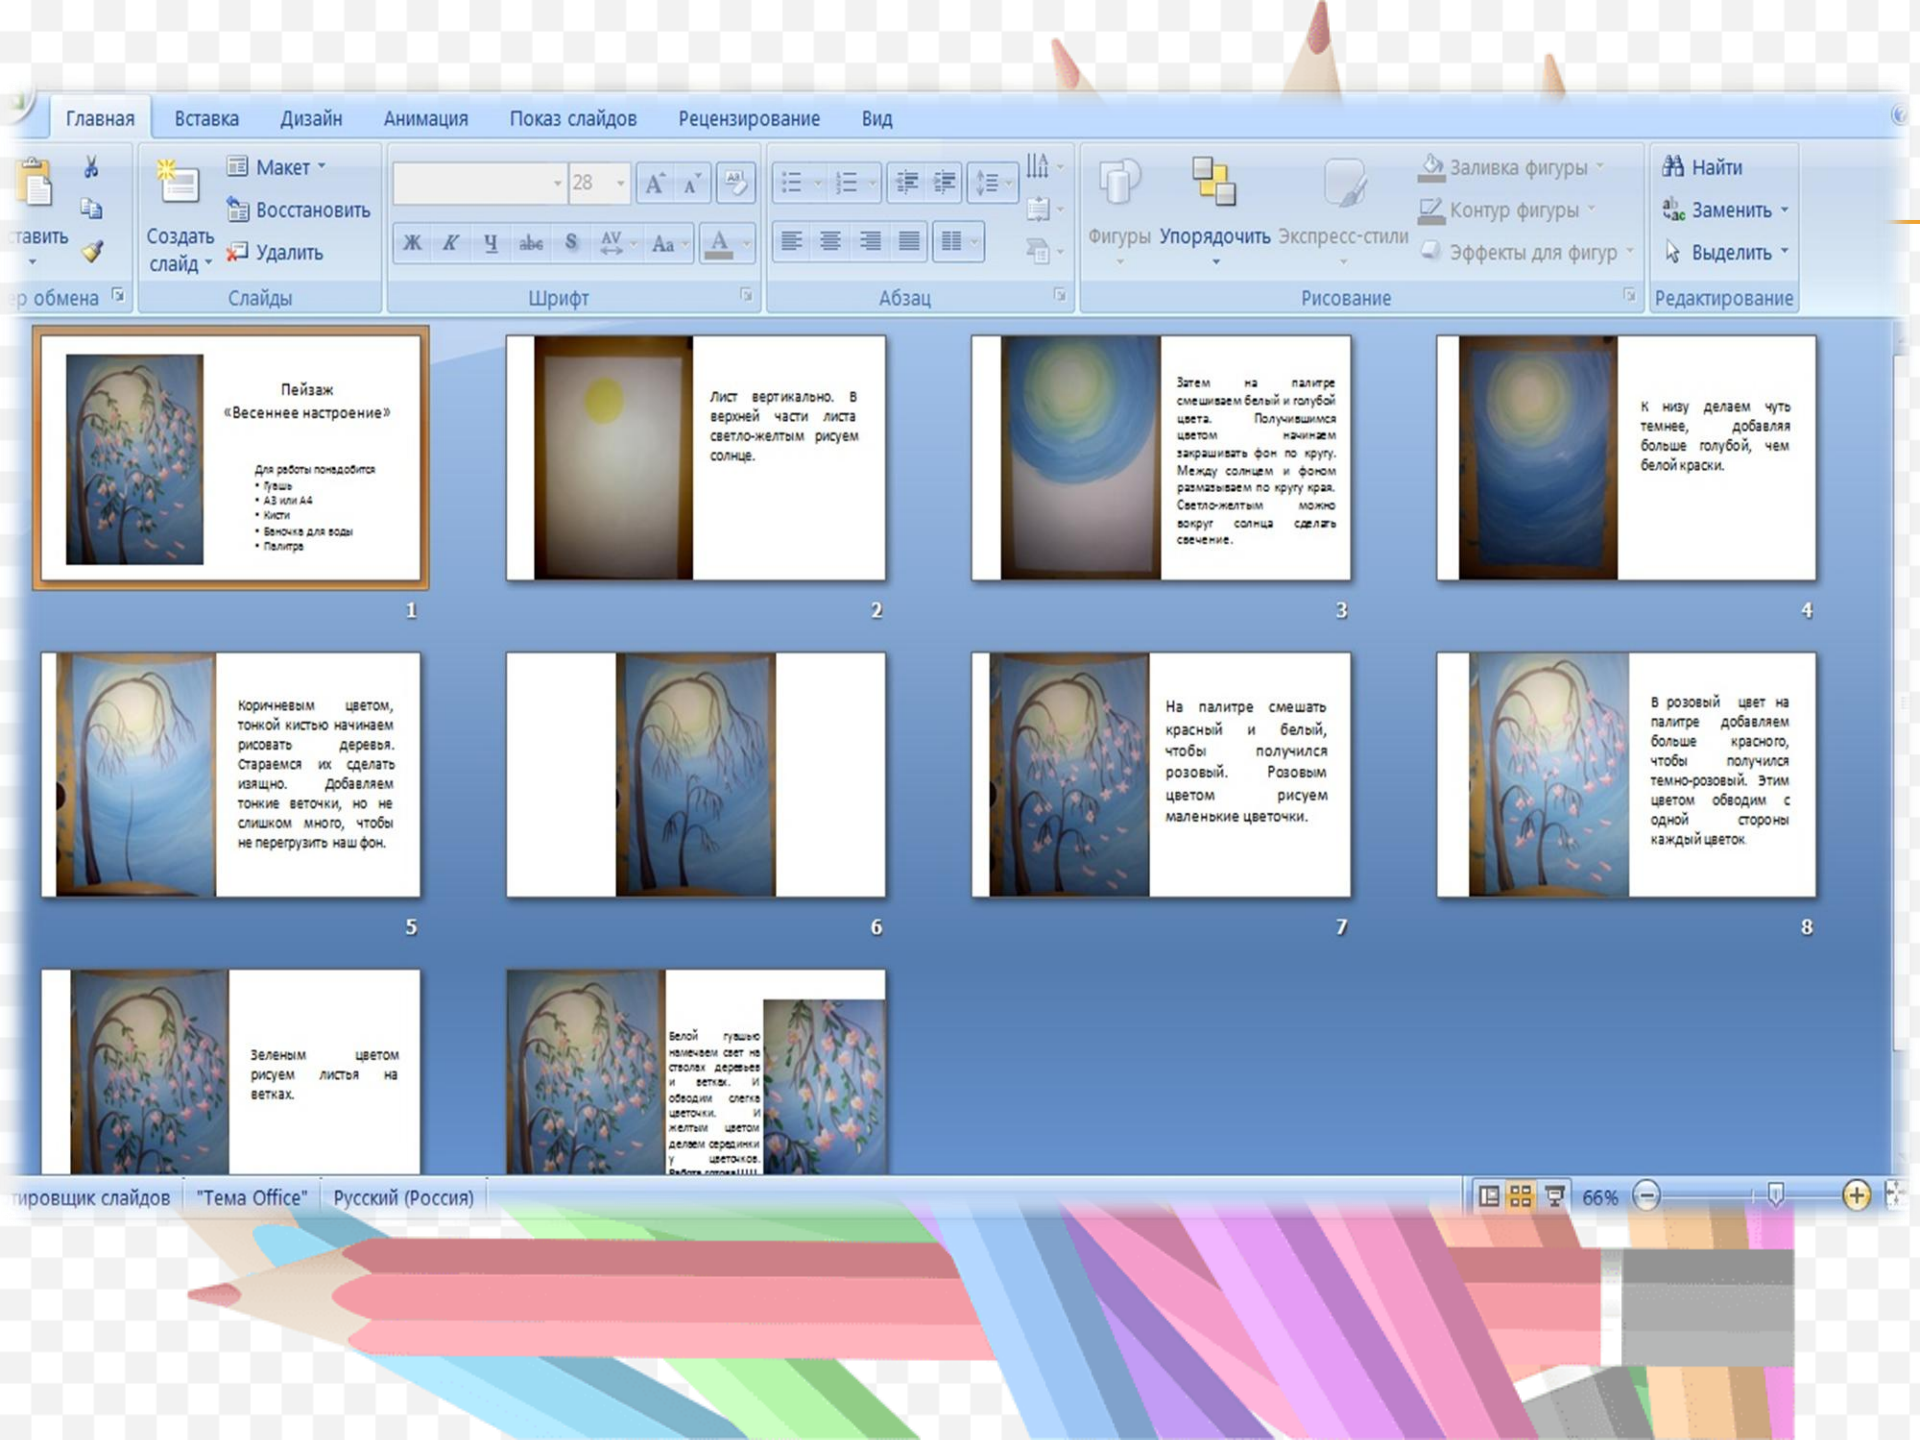 Главная Вставка Дизайн Анимация Показ слайдов Рецензирование Вид
тавить
ер обмена
Создать
слайд
Макет
Восстановить
Удалить
Слайды
28
Ж К Ч abc S AV Aa A
Шрифт
Абзац
Фигуры Упорядочить Экспресс-стили
Заливка фигуры
Контур фигуры
Эффекты для фигур
Рисование
Найти
Заменить
Выделить
Редактирование
Пейзаж
«Весеннее настроение»
Для работы понадобится
• Гуашь
• А3 или А4
• Кисти
• Баночка для воды
• Палитра
1
Лист вертикально. В
верхней части листа
светло-желтым рисуем
солнце.
2
Затем на палитре
смешиваем белый и голубой
цвета. Получившимся
цветом начинаем
закрашивать фон по кругу.
Между солнцем и фоном
размазываем по кругу края.
Светло-желтым можно
вокруг солнца сделать
свечение.
3
К низу делаем чуть
темнее, добавляя
больше голубой, чем
белой краски.
4
Коричневым цветом,
тонкой кистью начинаем
рисовать деревья.
Стараемся их сделать
изящно. Добавляем
тонкие веточки, но не
слишком много, чтобы
не перегрузить наш фон.
5
6
На палитре смешать
красный и белый,
чтобы получился
розовый. Розовым
цветом рисуем
маленькие цветочки.
7
В розовый цвет на
палитре добавляем
больше красного,
чтобы получился
темно-розовый. Этим
цветом обводим с
одной стороны
каждый цветок
8
Зеленым цветом
рисуем листья на
ветках.
Белой гуашью
намечаем свет на
стволах деревьев
и ветках. И
обводим слегка
цветочки. И
желтым цветом
делаем серединки
у цветочков.
Работа готова!!!!!
тировщик слайдов "Тема Office" Русский (Россия) 66%